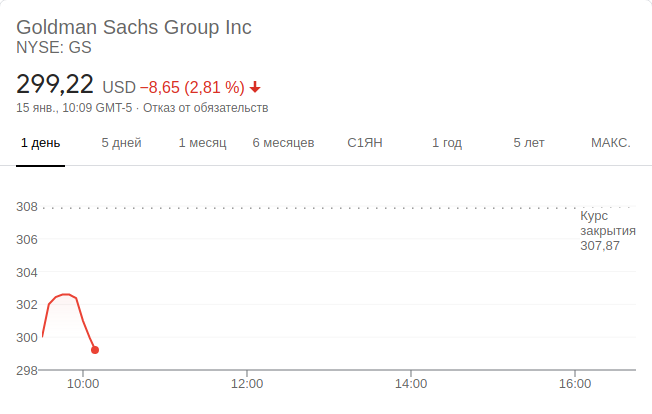 Goldman Sachs Group Inc
NYSE: GS
299,22 USD −8,65 (2,81 %)
15 янв., 10:09 GMT-5 · Отказ от обязательств
1 день 5 дней 1 месяц 6 месяцев С1ЯН 1 год 5 лет МАКС.
308
306
304
302
300
298
Курс
закрытия
307,87
10:00 12:00 14:00 16:00